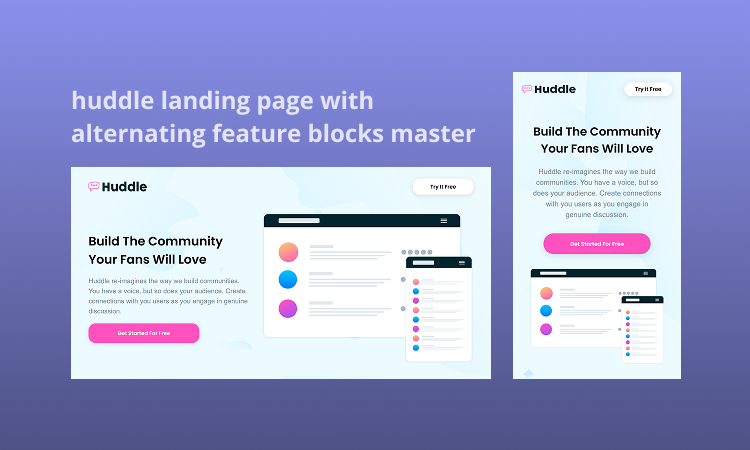 huddle landing page with
alternating feature blocks master
Huddle
Try It Free
Build The Community
Your Fans Will Love
Huddle re-imagines the way we build communities.
You have a voice, but so does your audience. Create
connections with you users as you engage in genuine
discussion.
Get Started For Free
Huddle
Try It Free
Build The Community
Your Fans Will Love
Huddle re-imagines the way we build
communities. You have a voice, but so
does your audience. Create connections
with you users as you engage in
genuine discussion.
Get Started For Free